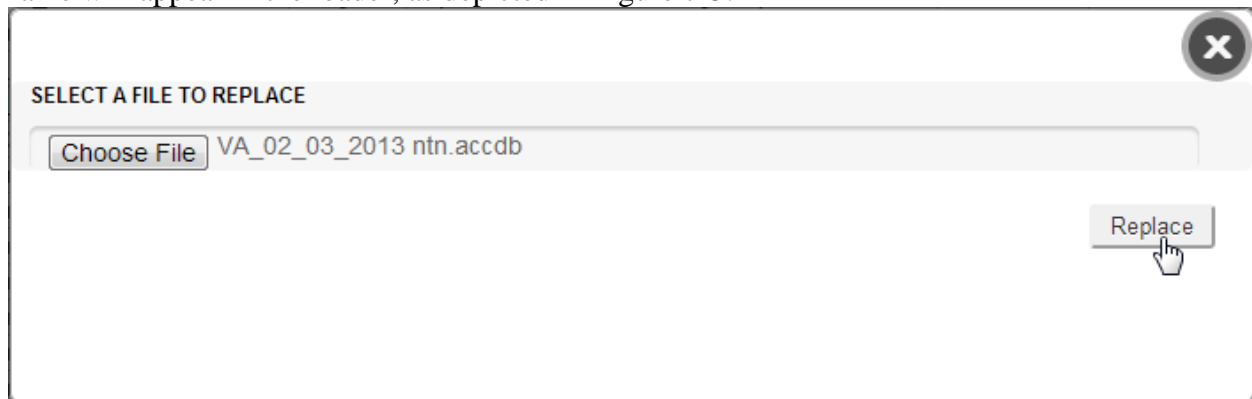 SELECT A FILE TO REPLACE
Choose File VA_02_03_2013 ntn.accdb
Replace